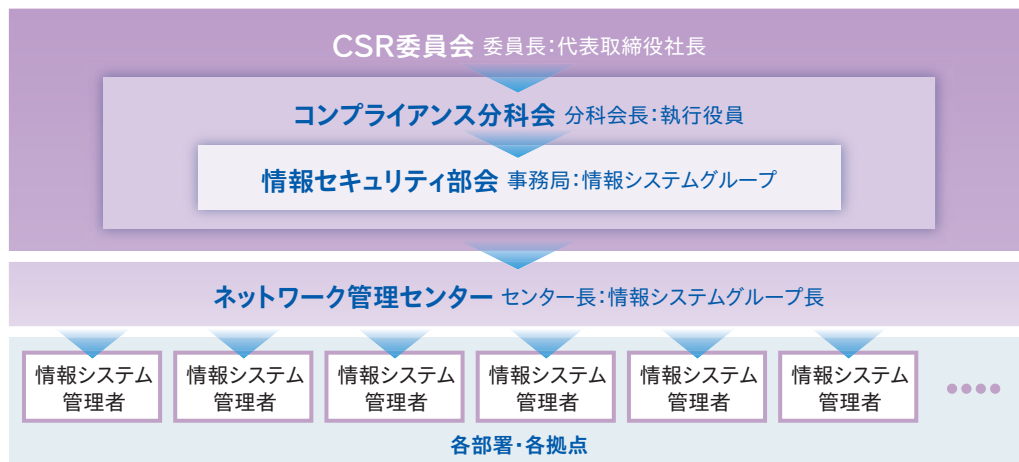 CSR委員会 委員長:代表取締役社長
コンプライアンス分科会 分科会長:執行役員
情報セキュリティ部会 事務局:情報システムグループ
ネットワーク管理センター センター長:情報システムグループ長
情報システム
管理者
情報システム
管理者
情報システム
管理者
情報システム
管理者
情報システム
管理者
情報システム
管理者
各部署・各拠点